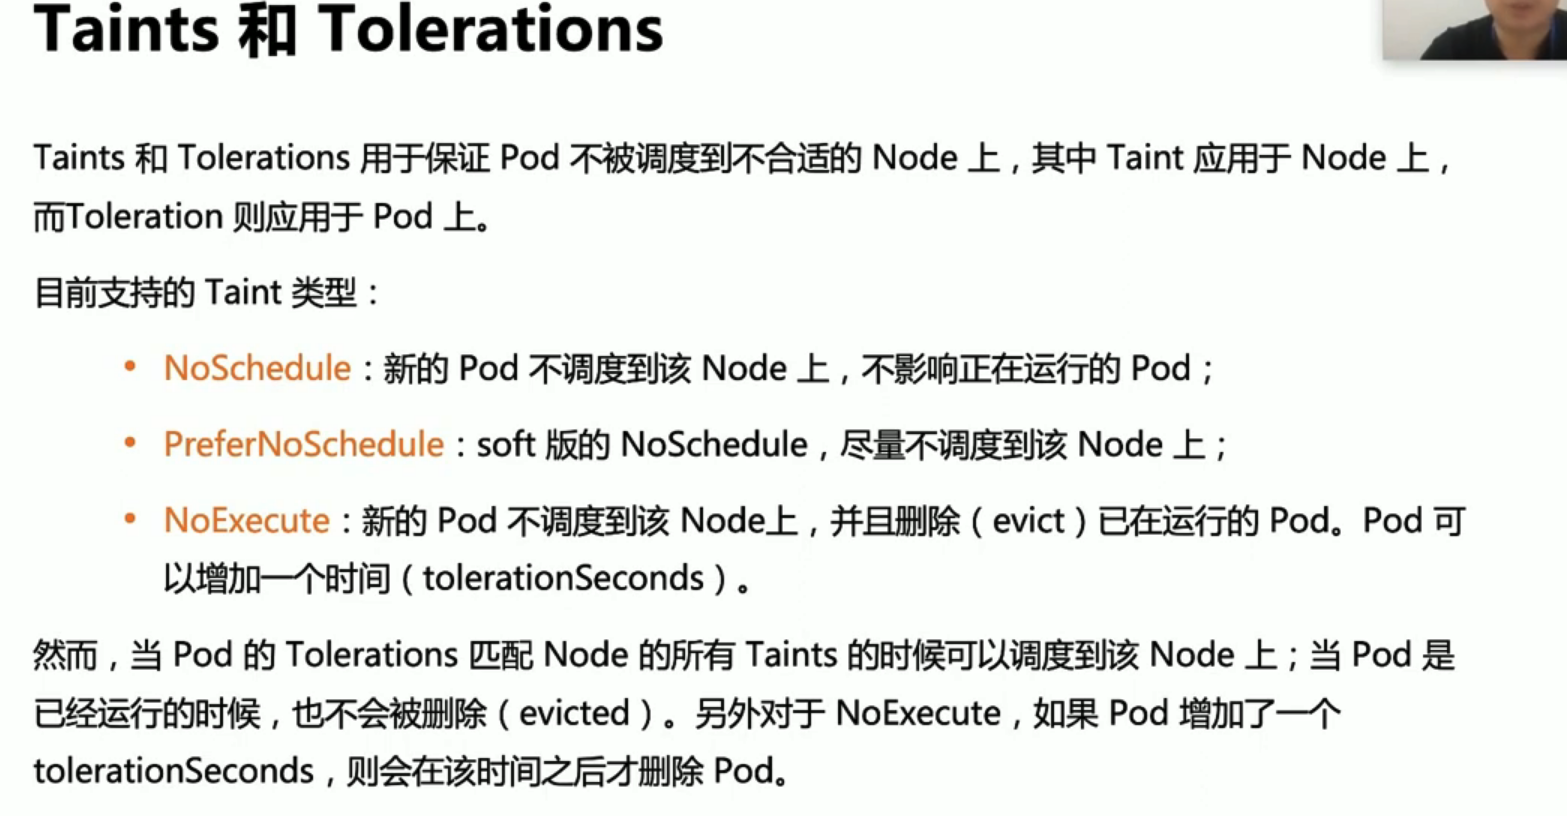 Taints 和 Tolerations
Taints 和 Tolerations 用于保证 Pod 不被调度到不合适的 Node 上，其中 Taint 应用于 Node 上，
而Toleration 则应用于 Pod 上。
目前支持的 Taint 类型：
• NoSchedule：新的 Pod 不调度到该 Node 上，不影响正在运行的 Pod；
• PreferNoSchedule：soft 版的 NoSchedule，尽量不调度到该 Node 上；
• NoExecute：新的 Pod 不调度到该 Node上，并且删除（evict）已在运行的 Pod。Pod 可
以增加一个时间（tolerationSeconds）。
然而，当 Pod 的 Tolerations 匹配 Node 的所有 Taints 的时候可以调度到该 Node 上；当 Pod 是
已经运行的时候，也不会被删除（evicted）。另外对于 NoExecute，如果 Pod 增加了一个
tolerationSeconds，则会在该时间之后才删除 Pod。